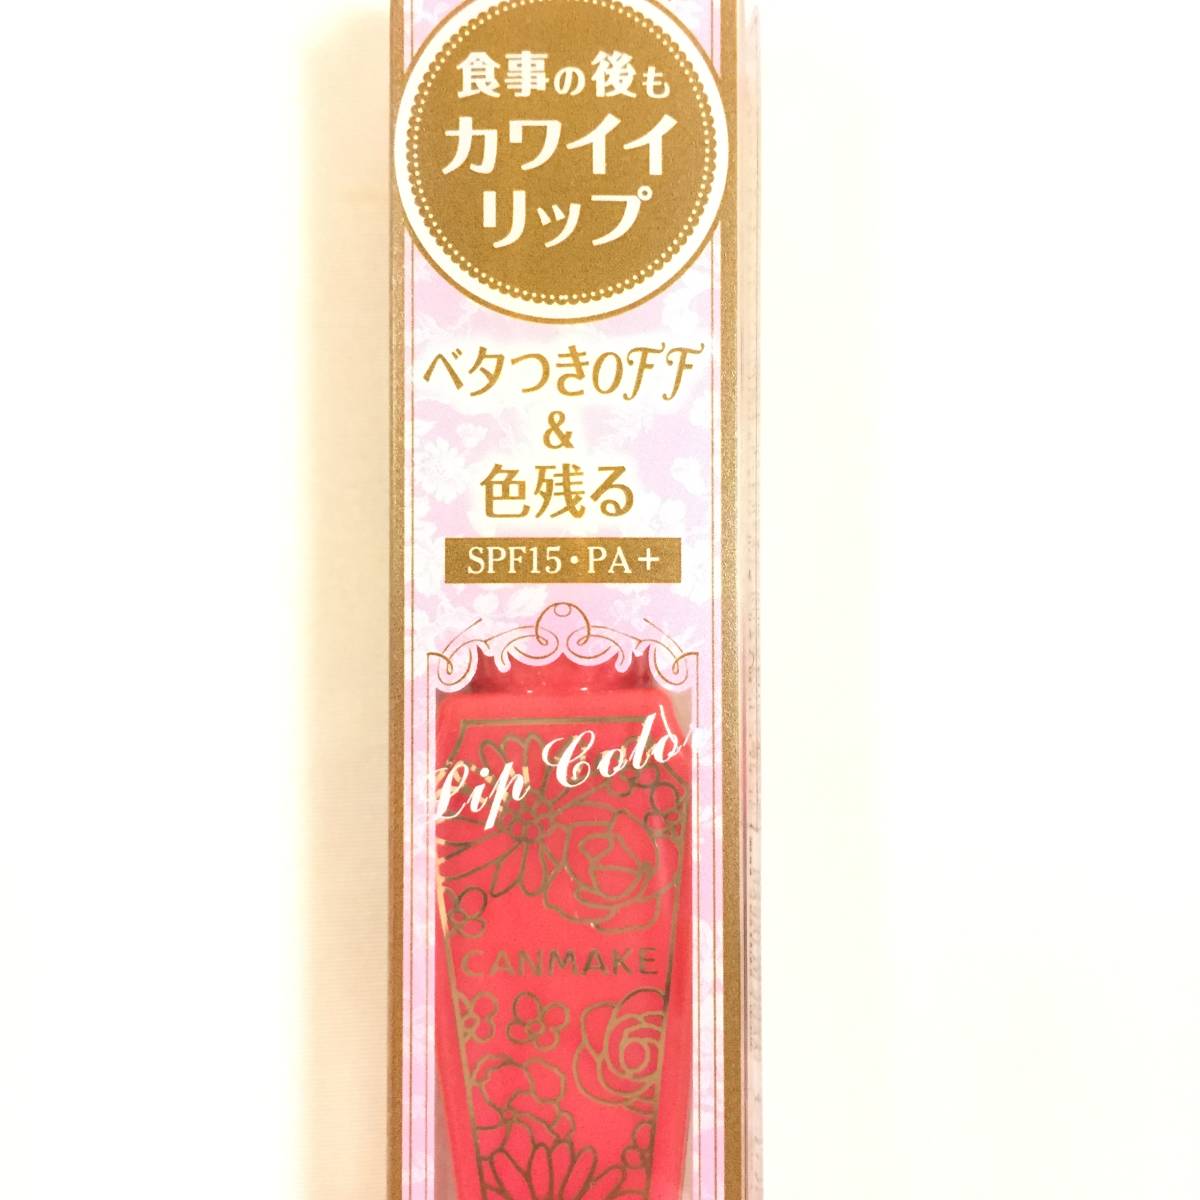 食事の後も
カワイイ
リップ
ベタつきOFF
&
色残る
SPF15・PA+
Lip Color
CANMAKE